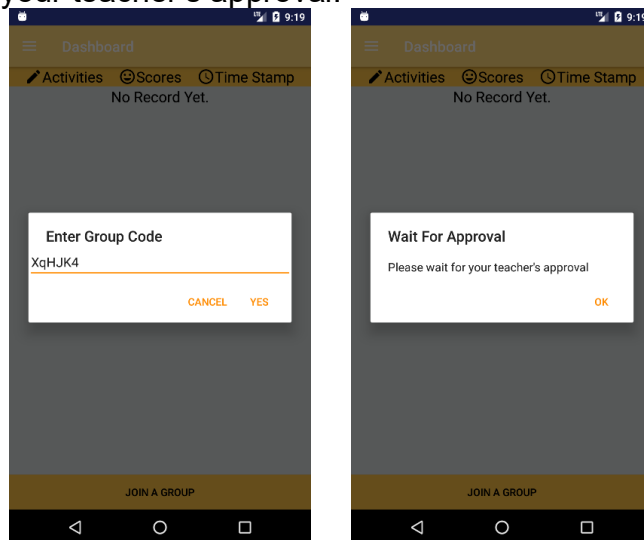 your teacher's approval.
LTE 9:19
Dashboard
Activities Scores Time Stamp
No Record Yet.
Enter Group Code
XqHJK4
CANCEL YES
JOIN A GROUP
LTE 9:19
Dashboard
Activities Scores Time Stamp
No Record Yet.
Wait For Approval
Please wait for your teacher's approval
OK
JOIN A GROUP